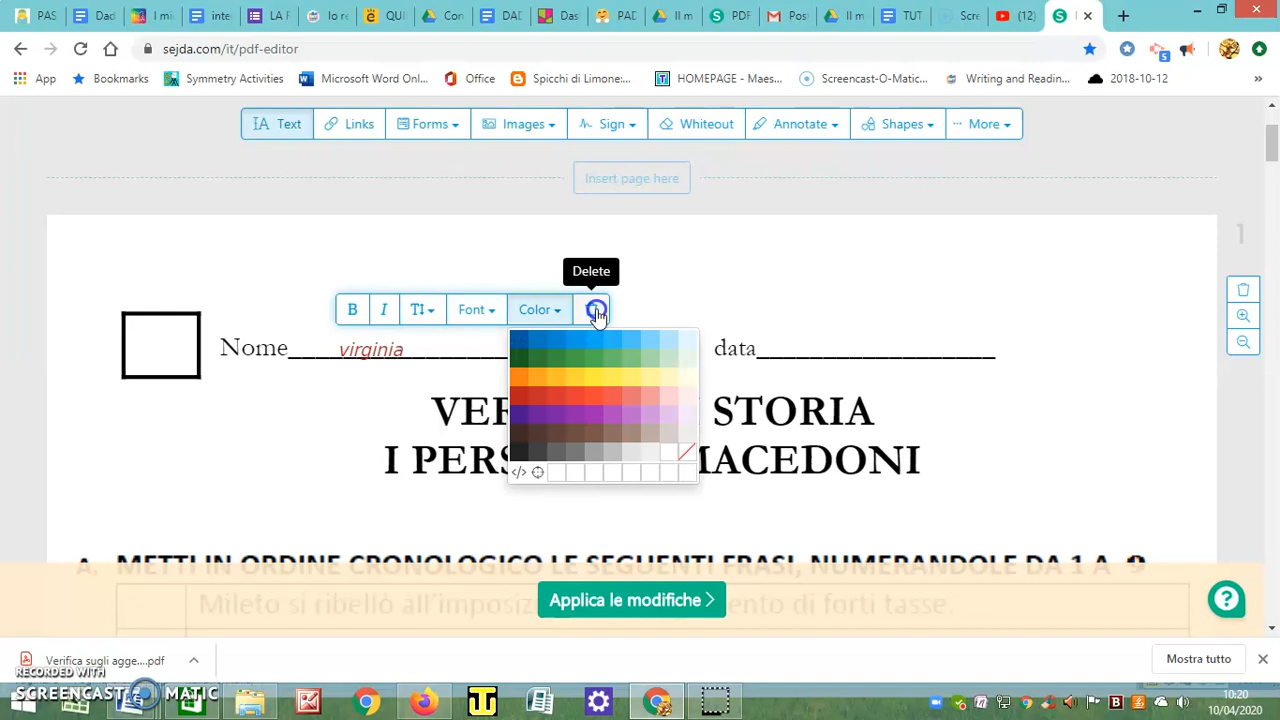 PAS
Dad
I mi
inte
LA F
Io re
QUI
Con
DAD
Das
PAD
Il m
PDF
Pos
Il m
TUT
Scre
(12)
sejda.com/it/pdf-editor
App
Bookmarks
Symmetry Activities
Microsoft Word Onl...
Office
Spicchi di Limone:...
HOMEPAGE - Maes...
Screencast-O-Matic...
Writing and Readin...
2018-10-12
»
Text
Links
Forms
Images
Sign
Whiteout
Annotate
Shapes
More
Insert page here
1
Delete
B
I
Font
Color
Nome
virginia
data
STORIA
I PERS
MACEDONI
A. METTI IN ORDINE CRONOLOGICO LE SEGUENTI FRASI, NUMERANDOLE DA 1 A 9
Mileto si ribellò all'imposiz
ento di forti tasse.
Applica le modifiche
Verifica sugli agge....pdf
Mostra tutto
RECORDED WITH
SCREENCAST MATIC
10:20
10/04/2020